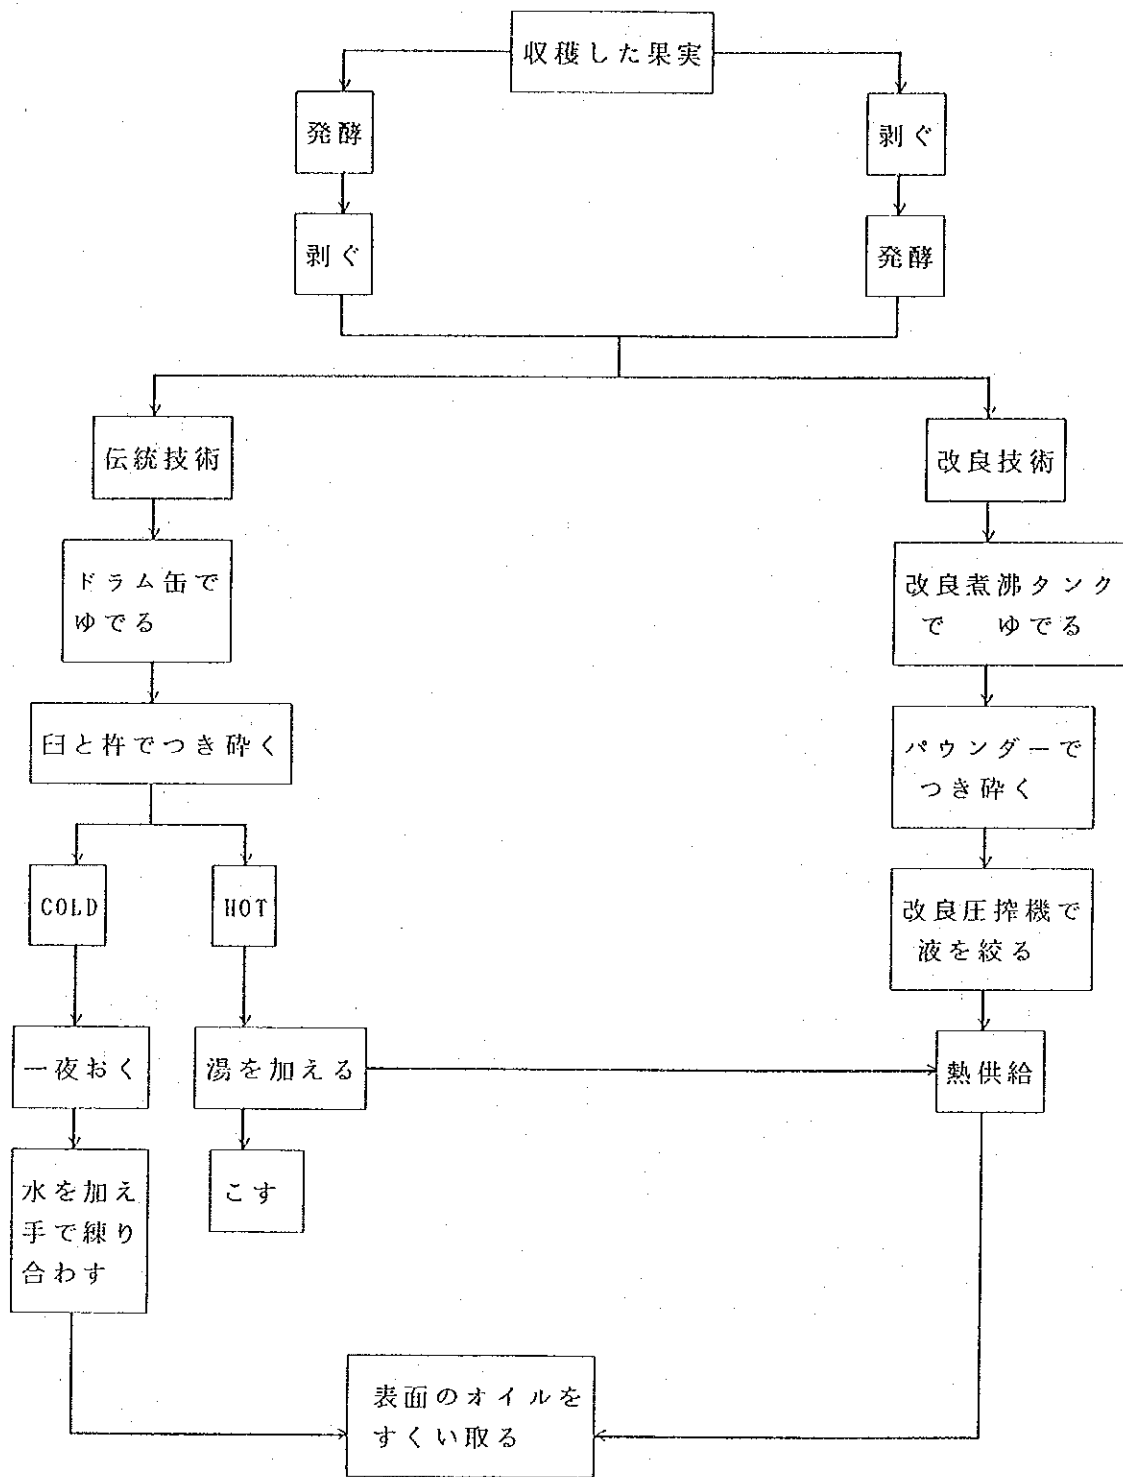 収穫した果実
発酵
剥ぐ
剥ぐ
発酵
伝統技術
改良技術
ドラム缶で
ゆでる
改良煮沸タンク
で ゆでる
臼と杵でつき砕く
パウンダーで
つき砕く
COLD
HOT
改良圧搾機で
液を絞る
一夜おく
湯を加える
熱供給
水を加え
手で練り
合わす
こす
表面のオイルを
すくい取る